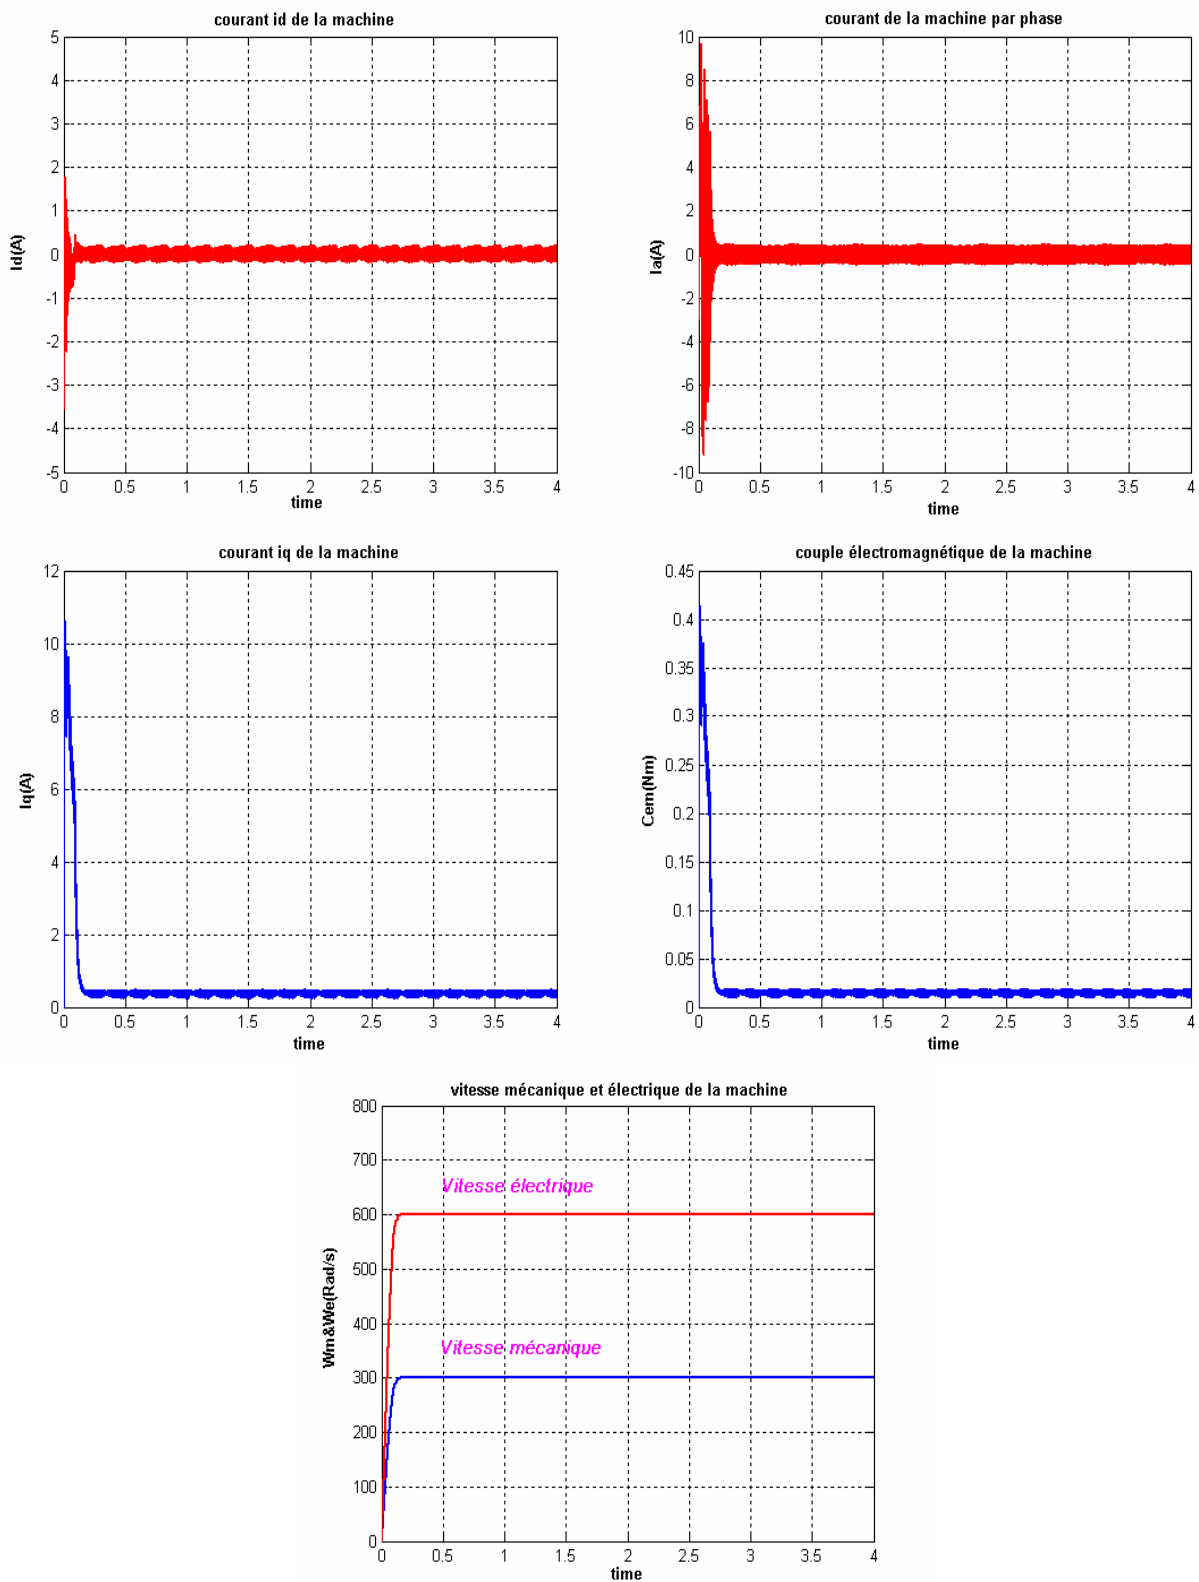 courant id de la machine
5
4
3
2
1
0
-1
-2
-3
-4
-5
Id(A)
0 0.5 1 1.5 2 2.5 3 3.5 4
time
courant de la machine par phase
10
8
6
4
2
0
-2
-4
-6
-8
-10
Ia(A)
0 0.5 1 1.5 2 2.5 3 3.5 4
time
courant iq de la machine
12
10
8
6
4
2
0
Iq(A)
0 0.5 1 1.5 2 2.5 3 3.5 4
time
couple électromagnétique de la machine
0.45
0.4
0.35
0.3
0.25
0.2
0.15
0.1
0.05
0
Cem(Nm)
0 0.5 1 1.5 2 2.5 3 3.5 4
time
vitesse mécanique et électrique de la machine
800
700
600
500
400
300
200
100
0
Wm&We(Rad/s)
Vitesse électrique
Vitesse mécanique
0 0.5 1 1.5 2 2.5 3 3.5 4
time